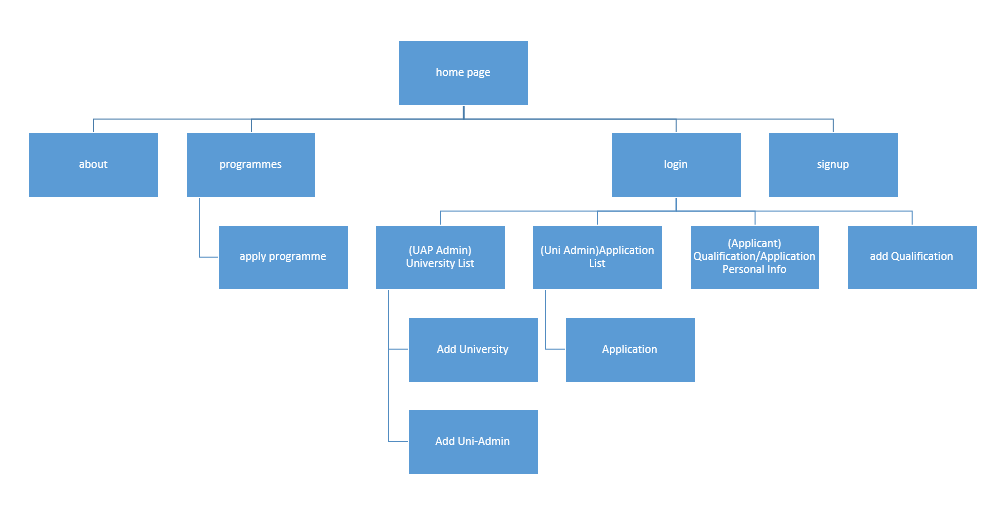 home page
about
programmes
login
signup
apply programme
(UAP Admin)
University List
(Uni Admin)Application
List
(Applicant)
Qualification/Application
Personal Info
add Qualification
Add University
Application
Add Uni-Admin